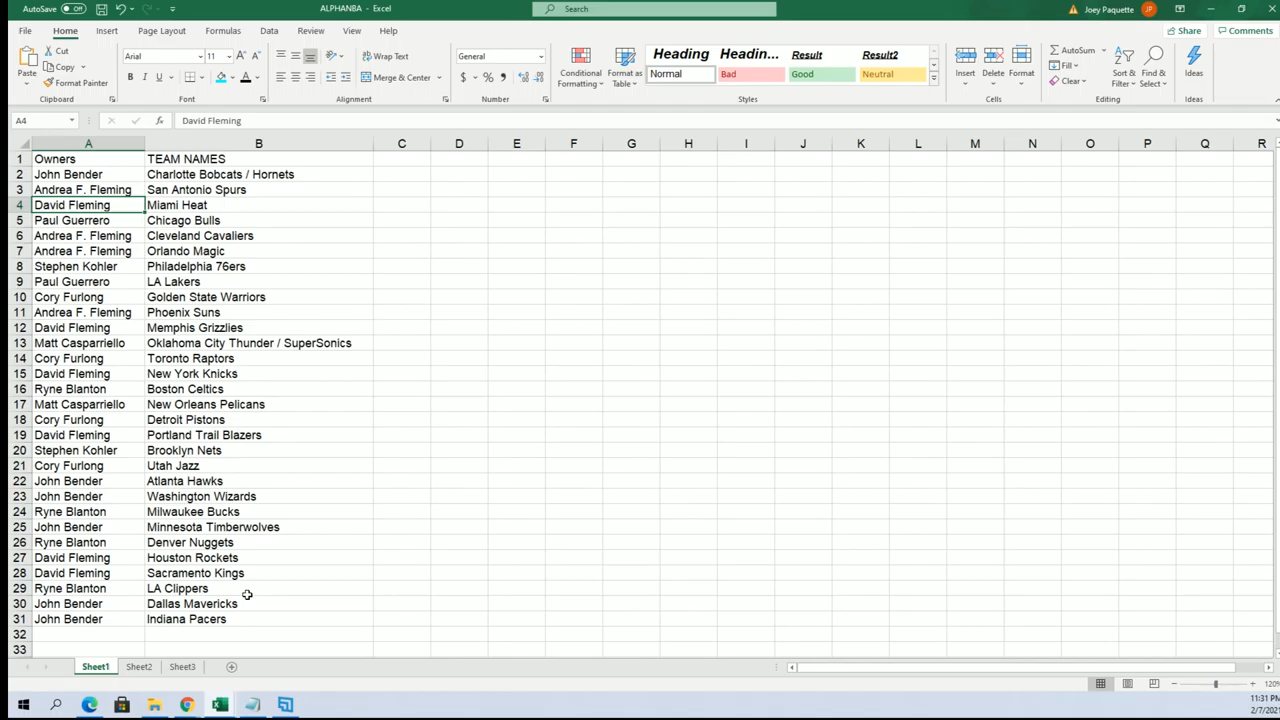 AutoSave Off ALPHANBA - Excel Search Joey Paquette JP
File Home Insert Page Layout Formulas Data Review View Help Share Comments
Paste Cut Copy Format Painter Clipboard
Arial 11 A A B I U A Font
Wrap Text Merge & Center Alignment
General $ % Number
Conditional Formatting Format as Table
Heading Headin... Result Result2
Normal Bad Good Neutral
Styles
Insert Delete Format Cells
AutoSum Fill Clear Sort & Filter Find & Select Editing
Ideas Ideas
A4 fx David Fleming
A B C D E F G H I J K L M N O P Q R
1 Owners TEAM NAMES
2 John Bender Charlotte Bobcats / Hornets
3 Andrea F. Fleming San Antonio Spurs
4 David Fleming Miami Heat
5 Paul Guerrero Chicago Bulls
6 Andrea F. Fleming Cleveland Cavaliers
7 Andrea F. Fleming Orlando Magic
8 Stephen Kohler Philadelphia 76ers
9 Paul Guerrero LA Lakers
10 Cory Furlong Golden State Warriors
11 Andrea F. Fleming Phoenix Suns
12 David Fleming Memphis Grizzlies
13 Matt Casparriello Oklahoma City Thunder / SuperSonics
14 Cory Furlong Toronto Raptors
15 David Fleming New York Knicks
16 Ryne Blanton Boston Celtics
17 Matt Casparriello New Orleans Pelicans
18 Cory Furlong Detroit Pistons
19 David Fleming Portland Trail Blazers
20 Stephen Kohler Brooklyn Nets
21 Cory Furlong Utah Jazz
22 John Bender Atlanta Hawks
23 John Bender Washington Wizards
24 Ryne Blanton Milwaukee Bucks
25 John Bender Minnesota Timberwolves
26 Ryne Blanton Denver Nuggets
27 David Fleming Houston Rockets
28 David Fleming Sacramento Kings
29 Ryne Blanton LA Clippers
30 John Bender Dallas Mavericks
31 John Bender Indiana Pacers
32
33
Sheet1 Sheet2 Sheet3
120%
11:31 PM
2/7/2021